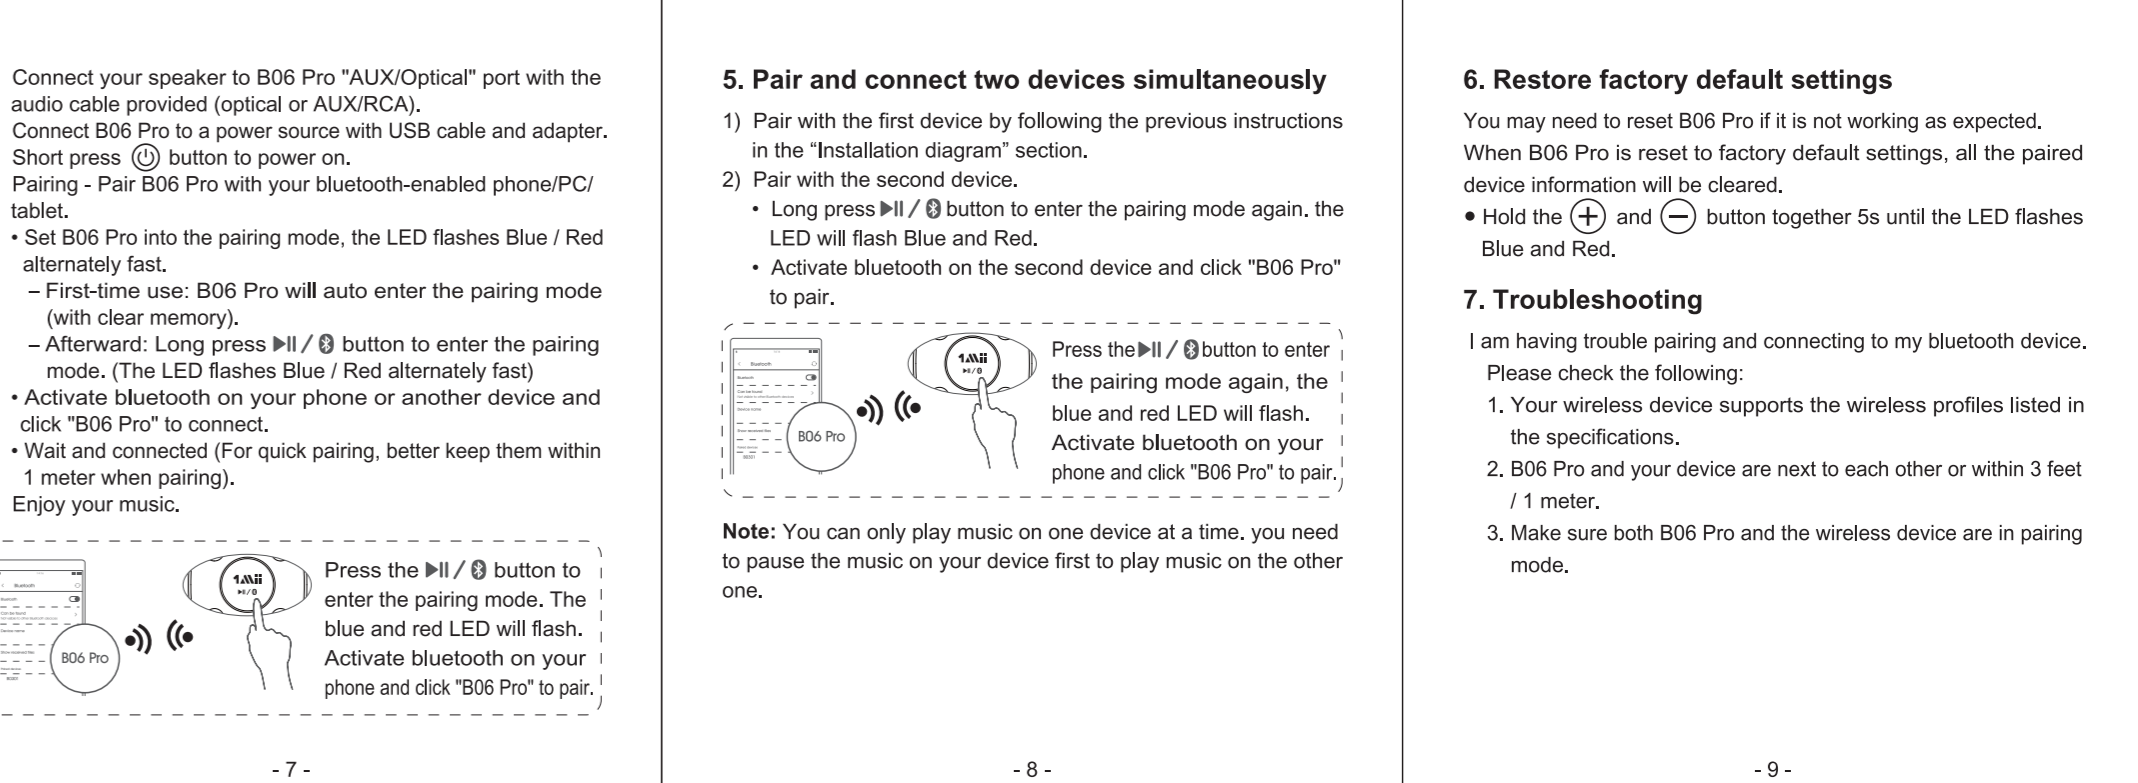 Connect your speaker to B06 Pro "AUX/Optical" port with the
audio cable provided (optical or AUX/RCA).
Connect B06 Pro to a power source with USB cable and adapter.
Short press button to power on.
Pairing - Pair B06 Pro with your bluetooth-enabled phone/PC/
tablet.
• Set B06 Pro into the pairing mode, the LED flashes Blue / Red
alternately fast.
– First-time use: B06 Pro will auto enter the pairing mode
(with clear memory).
– Afterward: Long press / button to enter the pairing
mode. (The LED flashes Blue / Red alternately fast)
• Activate bluetooth on your phone or another device and
click "B06 Pro" to connect.
• Wait and connected (For quick pairing, better keep them within
1 meter when pairing).
Enjoy your music.
Bluetooth
Bluetooth
Can be found
Device name
B06 Pro
1Mii
Press the / button to
enter the pairing mode. The
blue and red LED will flash.
Activate bluetooth on your
phone and click "B06 Pro" to pair.
- 7 -
5. Pair and connect two devices simultaneously
1) Pair with the first device by following the previous instructions
in the “Installation diagram” section.
2) Pair with the second device.
• Long press / button to enter the pairing mode again. the
LED will flash Blue and Red.
• Activate bluetooth on the second device and click "B06 Pro"
to pair.
Bluetooth
Bluetooth
Can be found
Device name
Show received files
B06 Pro
1Mii
Press the / button to enter
the pairing mode again, the
blue and red LED will flash.
Activate bluetooth on your
phone and click "B06 Pro" to pair.
Note: You can only play music on one device at a time. you need
to pause the music on your device first to play music on the other
one.
- 8 -
6. Restore factory default settings
You may need to reset B06 Pro if it is not working as expected.
When B06 Pro is reset to factory default settings, all the paired
device information will be cleared.
• Hold the + and − button together 5s until the LED flashes
Blue and Red.
7. Troubleshooting
I am having trouble pairing and connecting to my bluetooth device.
Please check the following:
1. Your wireless device supports the wireless profiles listed in
the specifications.
2. B06 Pro and your device are next to each other or within 3 feet
/ 1 meter.
3. Make sure both B06 Pro and the wireless device are in pairing
mode.
- 9 -